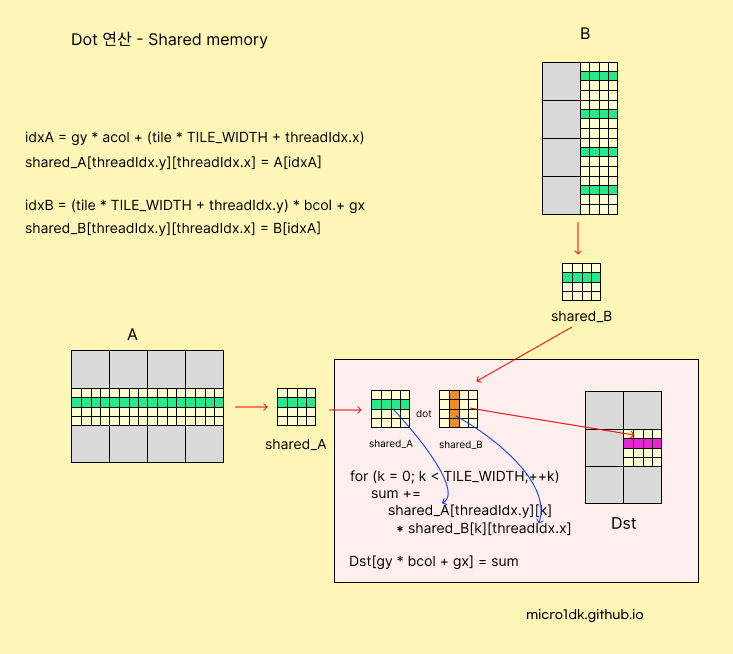 Dot 연산 - Shared memory
B
idxA = gy * acol + (tile * TILE_WIDTH + threadIdx.x)
shared_A[threadIdx.y][threadIdx.x] = A[idxA]
idxB = (tile * TILE_WIDTH + threadIdx.y) * bcol + gx
shared_B[threadIdx.y][threadIdx.x] = B[idxA]
shared_B
A
shared_A
dot
shared_A
shared_B
for (k = 0; k < TILE_WIDTH;++k)
sum +=
shared_A[threadIdx.y][k]
* shared_B[k][threadIdx.x]
Dst[gy * bcol + gx] = sum
Dst
micro1dk.github.io